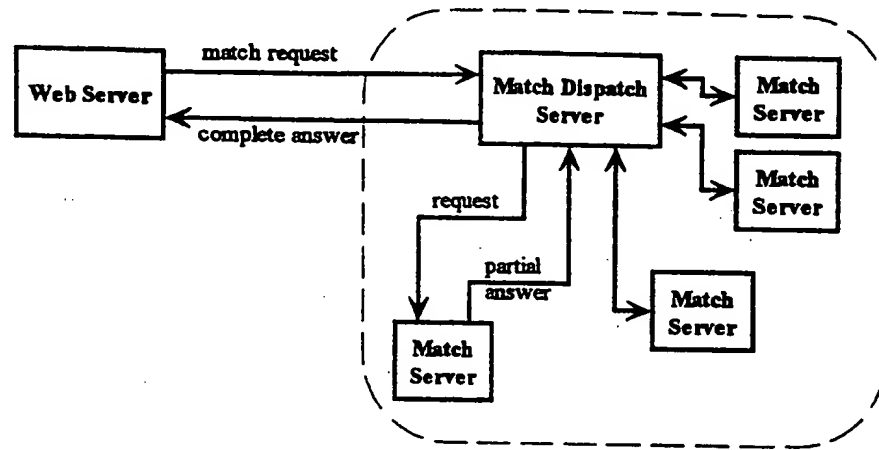 match request
Web Server
complete answer
Match Dispatch
Server
Match
Server
Match
Server
request
partial
answer
Match
Server
Match
Server